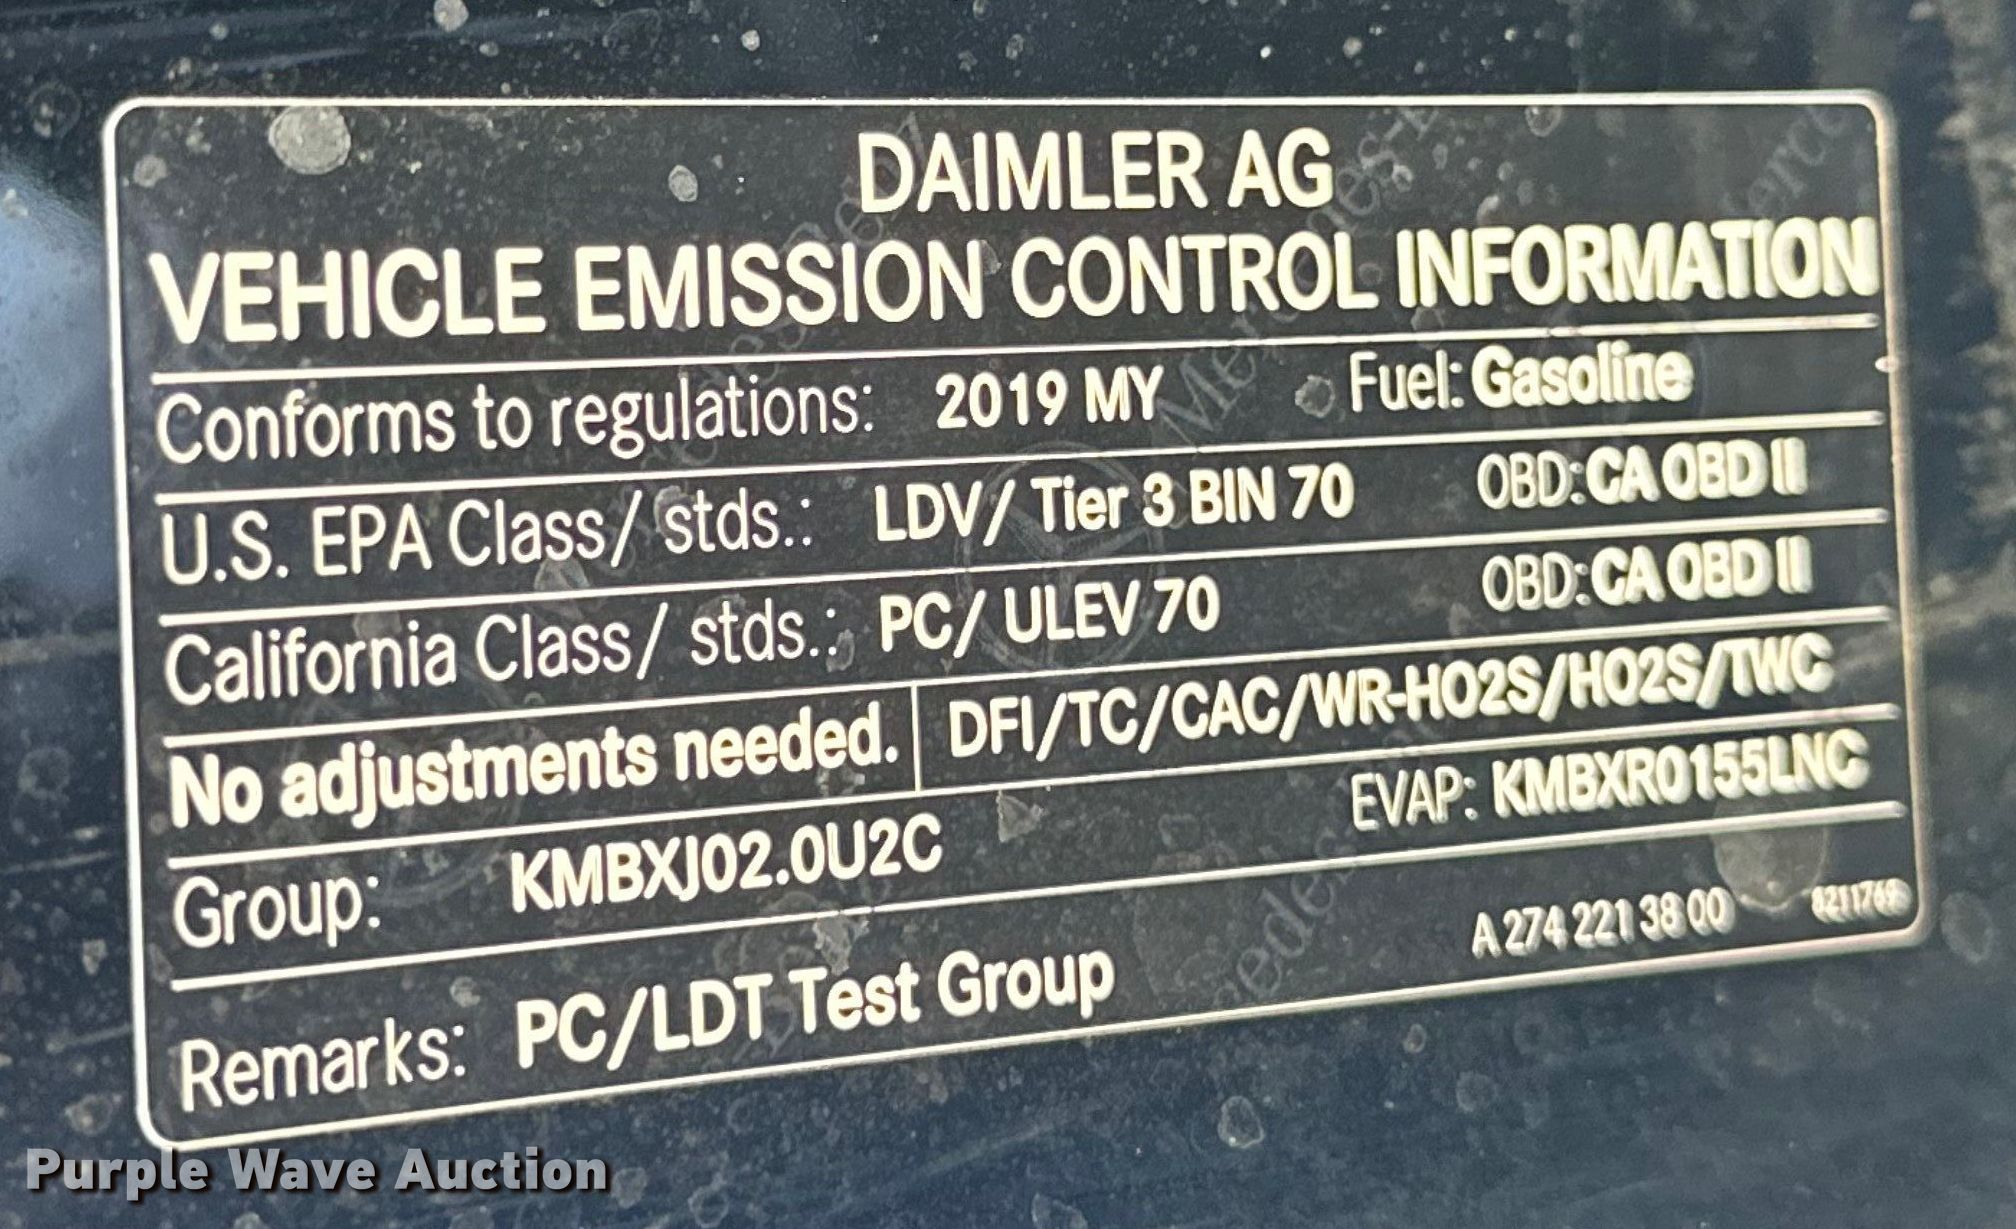 DAIMLER AG
VEHICLE EMISSION CONTROL INFORMATION
Conforms to regulations: 2019 MY Fuel: Gasoline
U.S. EPA Class/ stds.: LDV/ Tier 3 BIN 70 OBD: CA OBD II
California Class/ stds.: PC/ ULEV 70 OBD: CA OBD II
No adjustments needed. DFI/TC/CAC/WR-HO2S/HO2S/TWC
Group: KMBXJ02.0U2C EVAP: KMBXR0155LNC
Remarks: PC/LDT Test Group A 274 221 38 00
Purple Wave Auction